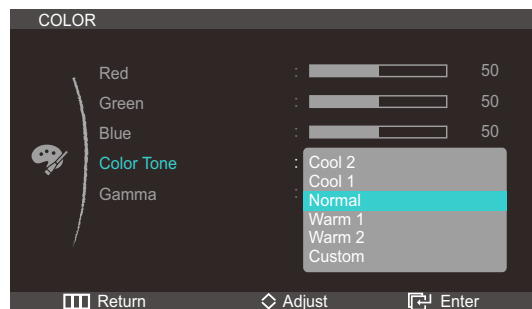 COLOR
Red : 50
Green : 50
Blue : 50
Color Tone : Cool 2
Cool 1
Gamma : Normal
Warm 1
Warm 2
Custom
Return Adjust Enter